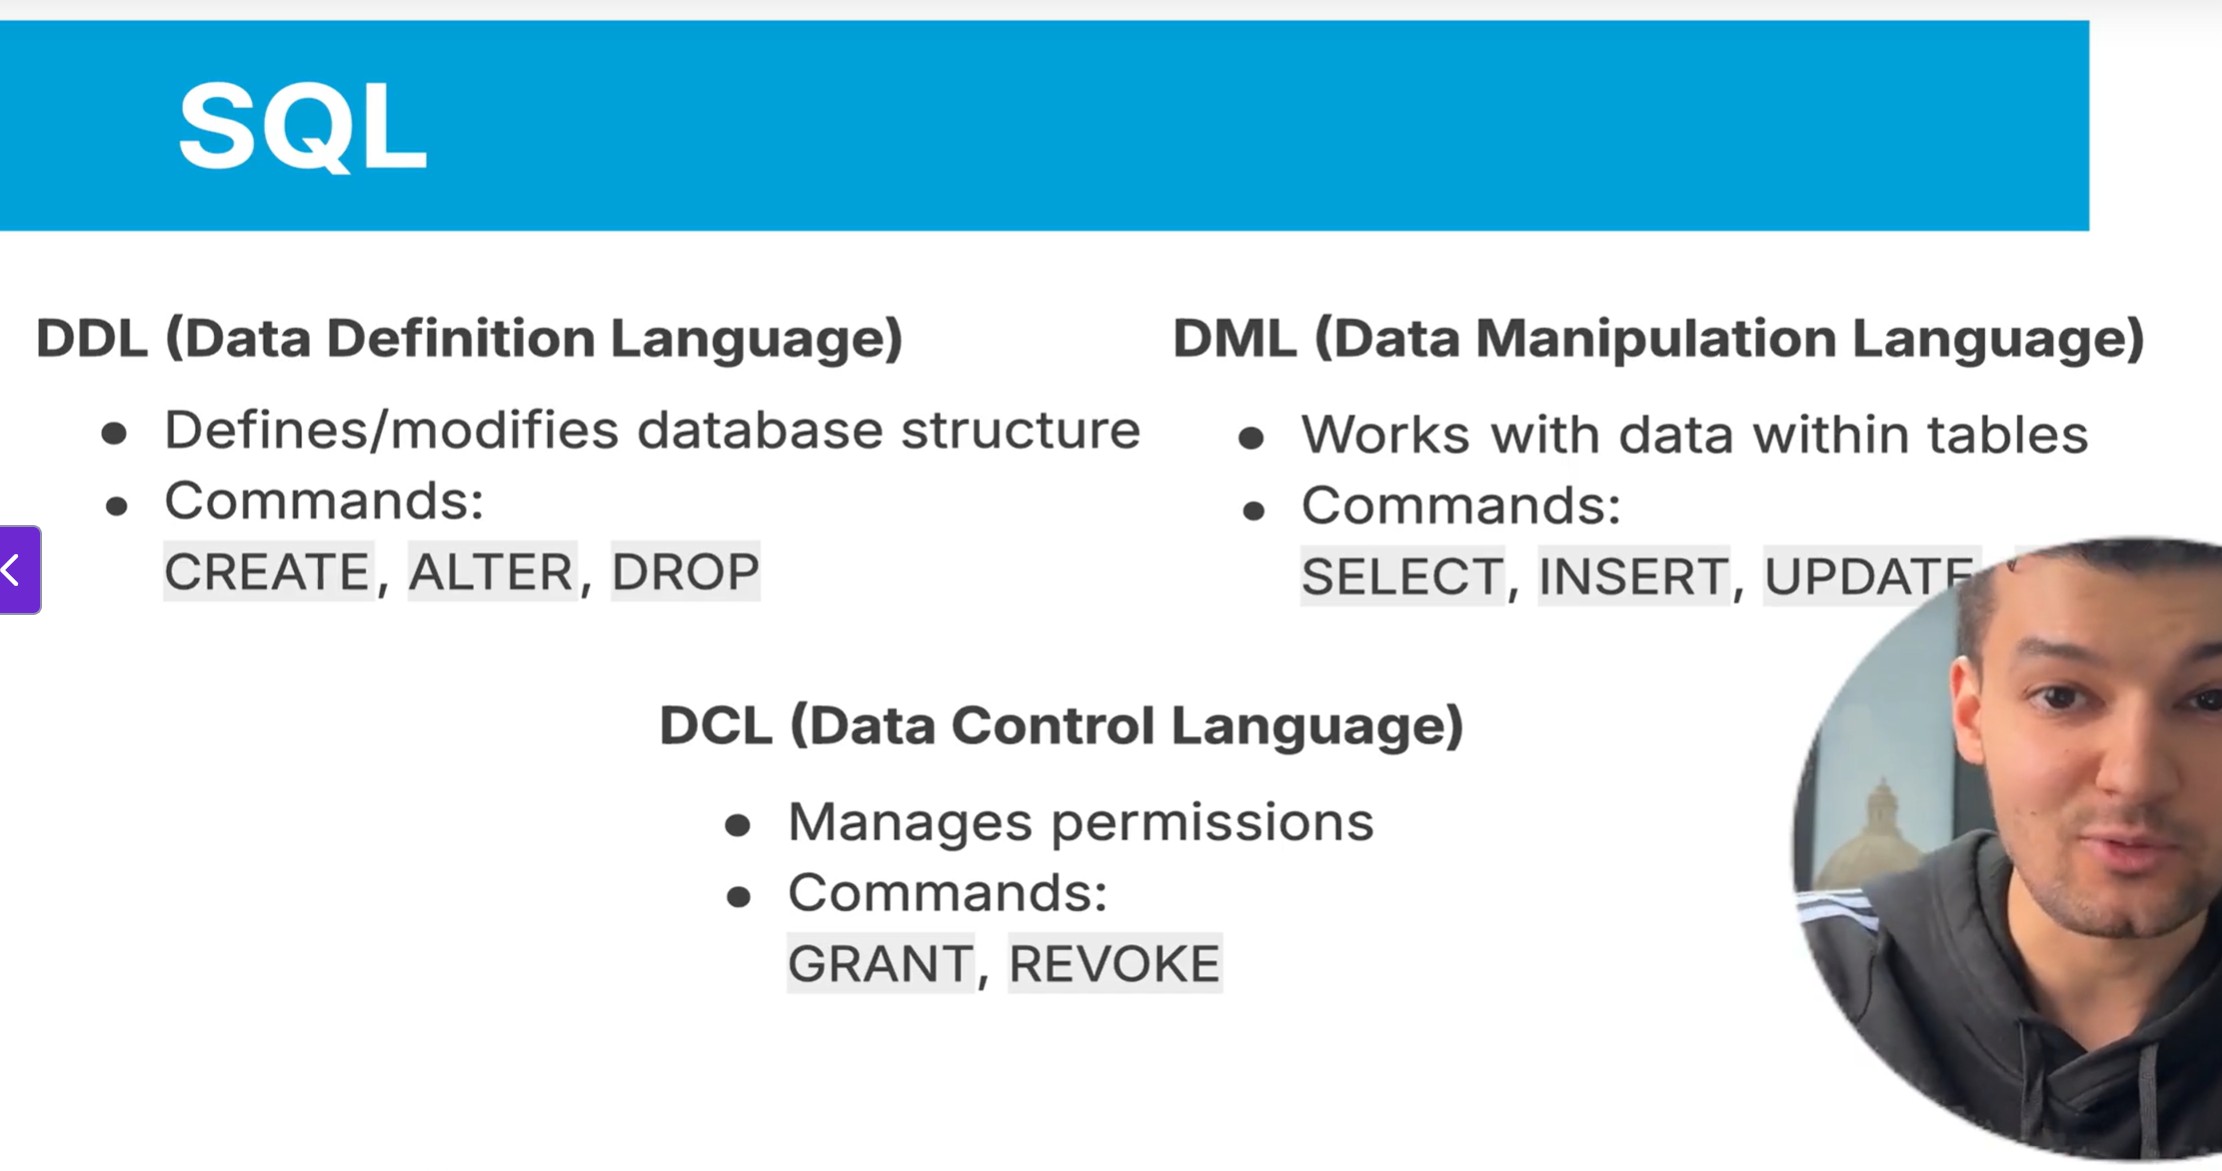 SQL
DDL (Data Definition Language)
● Defines/modifies database structure
● Commands:
CREATE, ALTER, DROP
DML (Data Manipulation Language)
● Works with data within tables
● Commands:
SELECT, INSERT, UPDATE
DCL (Data Control Language)
● Manages permissions
● Commands:
GRANT, REVOKE